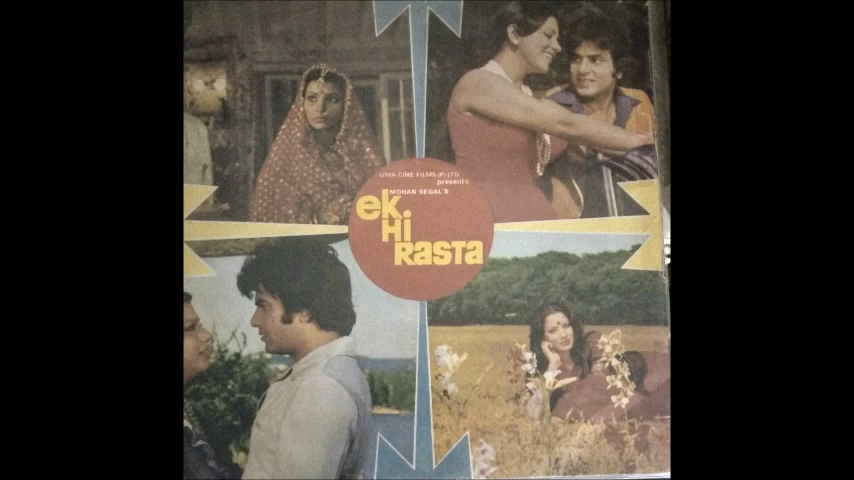 UMA CINE FILMS (P) LTD
presents
MOHAN SEGAL'S
eK
Hi
RASTA